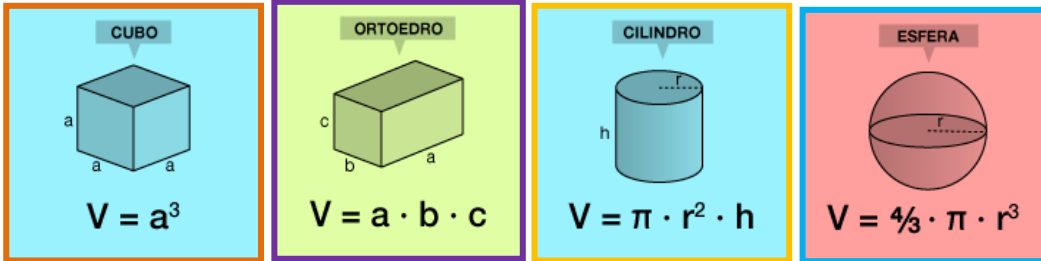 CUBO
a
a
a
V = a³
ORTOEDRO
c
b
a
V = a · b · c
CILINDRO
r
h
V = π · r² · h
ESFERA
r
V = ⁴⁄₃ · π · r³